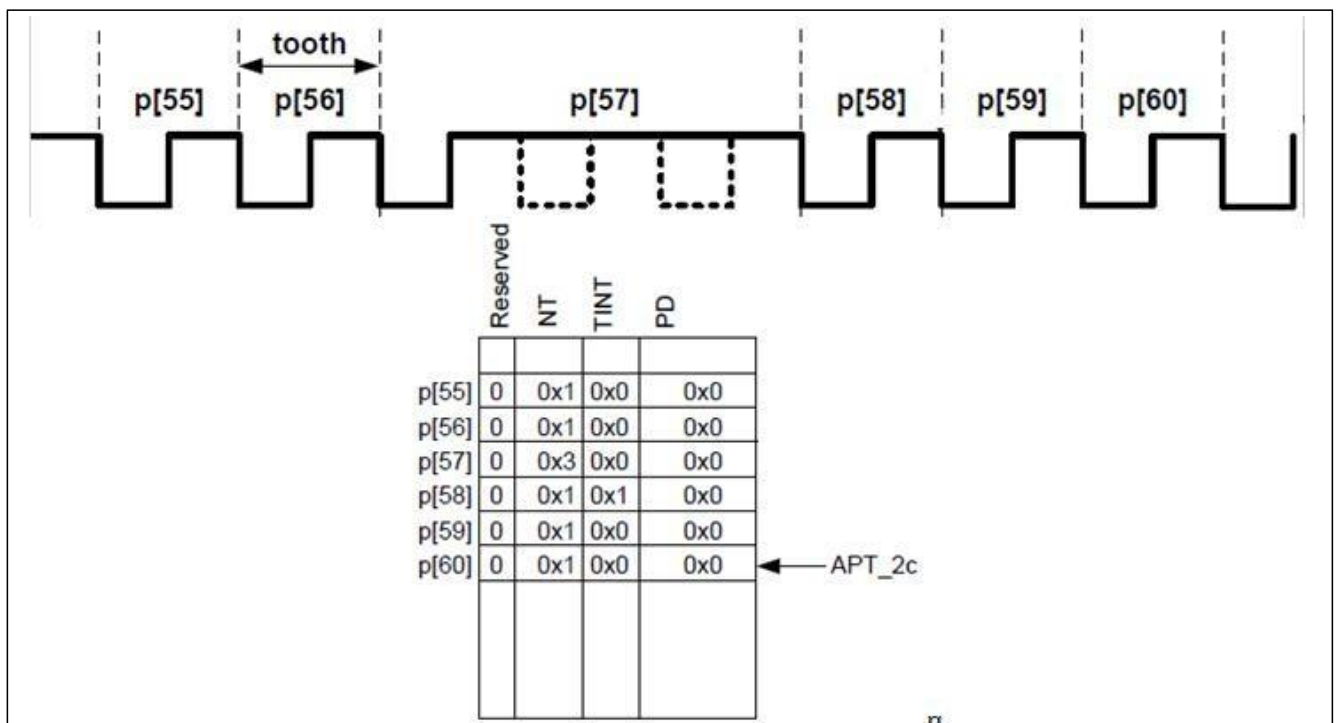 tooth
p[55] p[56] p[57] p[58] p[59] p[60]
Reserved NT TINT PD
p[55] 0 0x1 0x0 0x0
p[56] 0 0x1 0x0 0x0
p[57] 0 0x3 0x0 0x0
p[58] 0 0x1 0x1 0x0
p[59] 0 0x1 0x0 0x0
p[60] 0 0x1 0x0 0x0 APT_2c